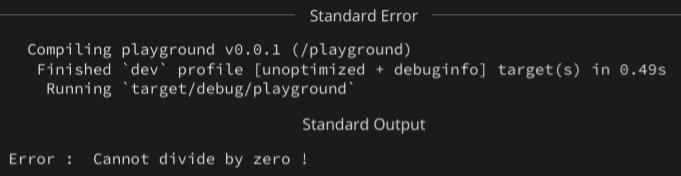 Standard Error
Compiling playground v0.0.1 (/playground)
Finished `dev` profile [unoptimized + debuginfo] target(s) in 0.49s
Running `target/debug/playground`
Standard Output
Error :  Cannot divide by zero !